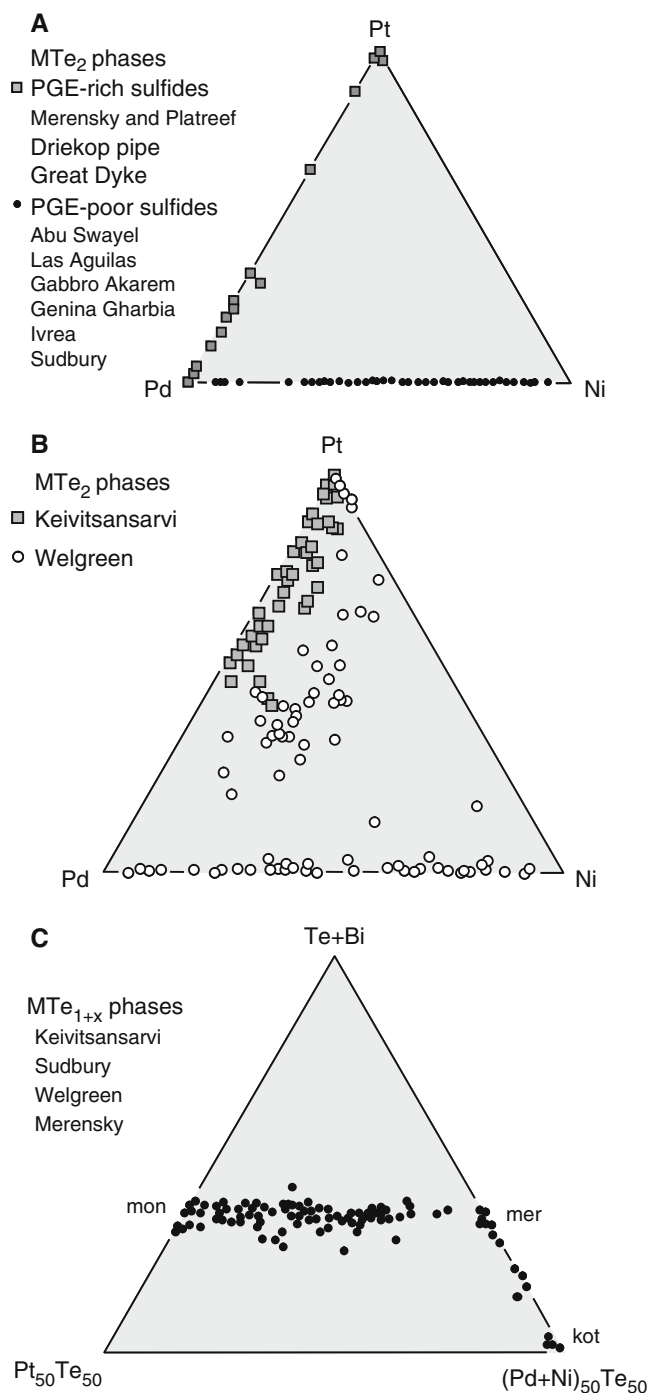 A
Pt
MTe2 phases
PGE-rich sulfides
Merensky and Platreef
Driekop pipe
Great Dyke
PGE-poor sulfides
Abu Swayel
Las Aguilas
Gabbro Akarem
Genina Gharbia
Ivrea
Sudbury
Pd
Ni
B
Pt
MTe2 phases
Keivitsansarvi
Welgreen
Pd
Ni
C
Te+Bi
MTe1+x phases
Keivitsansarvi
Sudbury
Welgreen
Merensky
mon
mer
kot
Pt50Te50
(Pd+Ni)50Te50